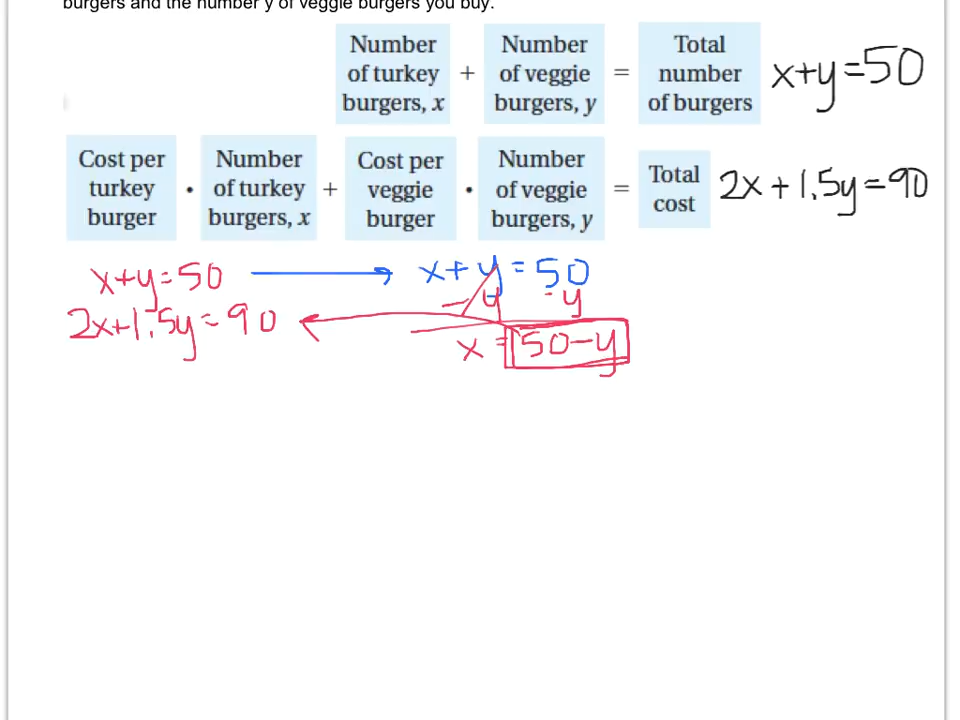 burgers and the number y of veggie burgers you buy.
Number of turkey burgers, x + Number of veggie burgers, y = Total number of burgers x+y=50
Cost per turkey burger · Number of turkey burgers, x + Cost per veggie burger · Number of veggie burgers, y = Total cost 2x+1.5y=90
x+y=50 x+y=50
-y -y
2x+1.5y=90
x=50-y